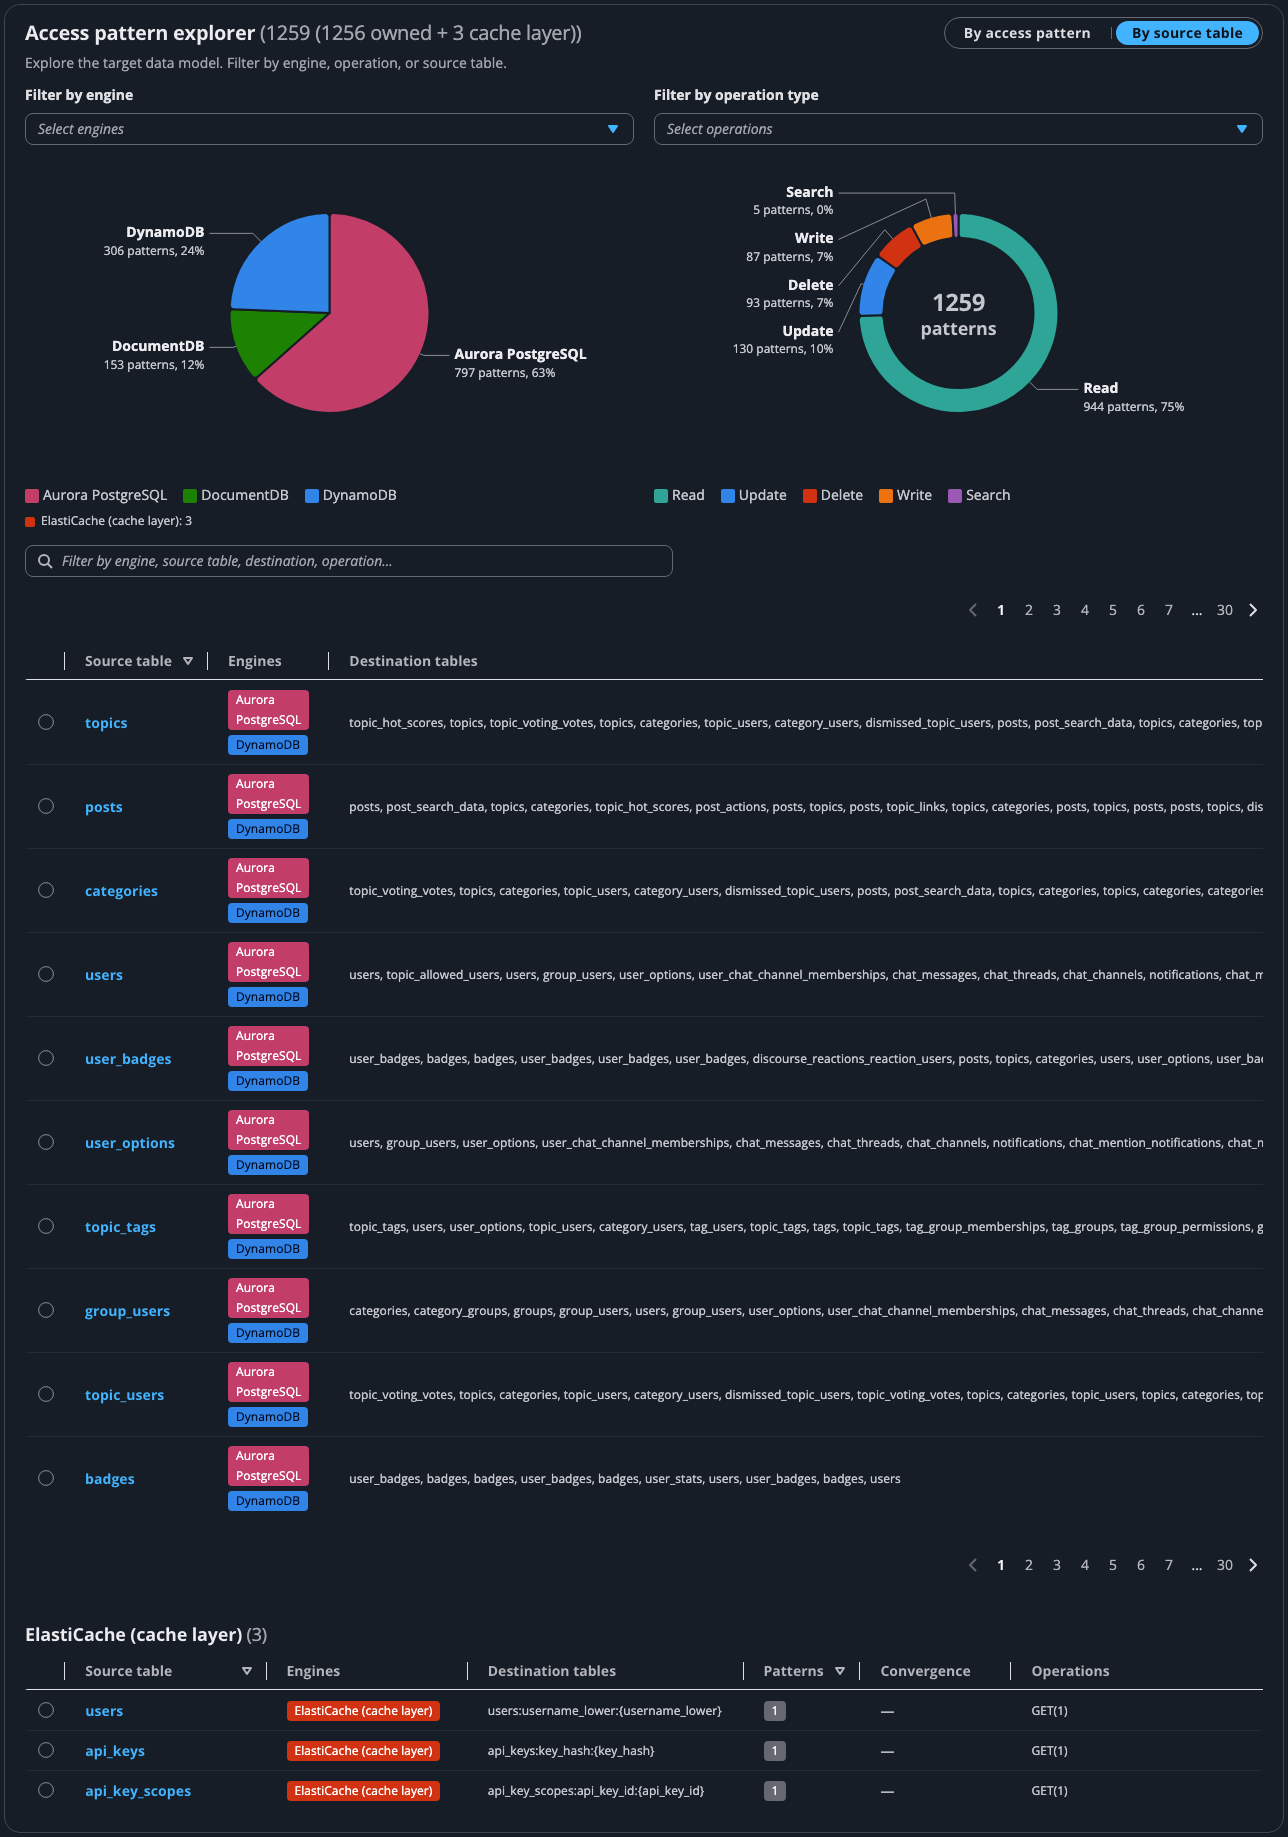 Access pattern explorer (1259 (1256 owned + 3 cache layer))
By access pattern
By source table
Explore the target data model. Filter by engine, operation, or source table.
Filter by engine
Select engines
Filter by operation type
Select operations
DynamoDB
306 patterns, 24%
DocumentDB
153 patterns, 12%
Aurora PostgreSQL
797 patterns, 63%
Search
5 patterns, 0%
Write
87 patterns, 7%
Delete
93 patterns, 7%
Update
130 patterns, 10%
1259
patterns
Read
944 patterns, 75%
Aurora PostgreSQL DocumentDB DynamoDB
ElastiCache (cache layer): 3
Read Update Delete Write Search
Filter by engine, source table, destination, operation...
1 2 3 4 5 6 7 ... 30
Source table Engines Destination tables
topics
Aurora
PostgreSQL
DynamoDB
topic_hot_scores, topics, topic_voting_votes, topics, categories, topic_users, category_users, dismissed_topic_users, posts, post_search_data, topics, categories, top
posts
Aurora
PostgreSQL
DynamoDB
posts, post_search_data, topics, categories, topic_hot_scores, post_actions, posts, topics, posts, topic_links, topics, categories, posts, topics, posts, posts, topics, dis
categories
Aurora
PostgreSQL
DynamoDB
topic_voting_votes, topics, categories, topic_users, category_users, dismissed_topic_users, posts, post_search_data, topics, categories, topics, categories, categories
users
Aurora
PostgreSQL
DynamoDB
users, topic_allowed_users, users, group_users, user_options, user_chat_channel_memberships, chat_messages, chat_threads, chat_channels, notifications, chat_m
user_badges
Aurora
PostgreSQL
DynamoDB
user_badges, badges, badges, user_badges, user_badges, user_badges, discourse_reactions_reaction_users, posts, topics, categories, users, user_options, user_bad
user_options
Aurora
PostgreSQL
DynamoDB
users, group_users, user_options, user_chat_channel_memberships, chat_messages, chat_threads, chat_channels, notifications, chat_mention_notifications, chat_n
topic_tags
Aurora
PostgreSQL
DynamoDB
topic_tags, users, user_options, topic_users, category_users, tag_users, topic_tags, tags, topic_tags, tag_group_memberships, tag_groups, tag_group_permissions, g
group_users
Aurora
PostgreSQL
DynamoDB
categories, category_groups, groups, group_users, users, group_users, user_options, user_chat_channel_memberships, chat_messages, chat_threads, chat_channe
topic_users
Aurora
PostgreSQL
DynamoDB
topic_voting_votes, topics, categories, topic_users, category_users, dismissed_topic_users, topic_voting_votes, topics, categories, topic_users, topics, categories, top
badges
Aurora
PostgreSQL
DynamoDB
user_badges, badges, badges, user_badges, badges, user_stats, users, user_badges, badges, users
1 2 3 4 5 6 7 ... 30
ElastiCache (cache layer) (3)
Source table Engines Destination tables Patterns Convergence Operations
users ElastiCache (cache layer) users:username_lower:{username_lower} 1 — GET(1)
api_keys ElastiCache (cache layer) api_keys:key_hash:{key_hash} 1 — GET(1)
api_key_scopes ElastiCache (cache layer) api_key_scopes:api_key_id:{api_key_id} 1 — GET(1)